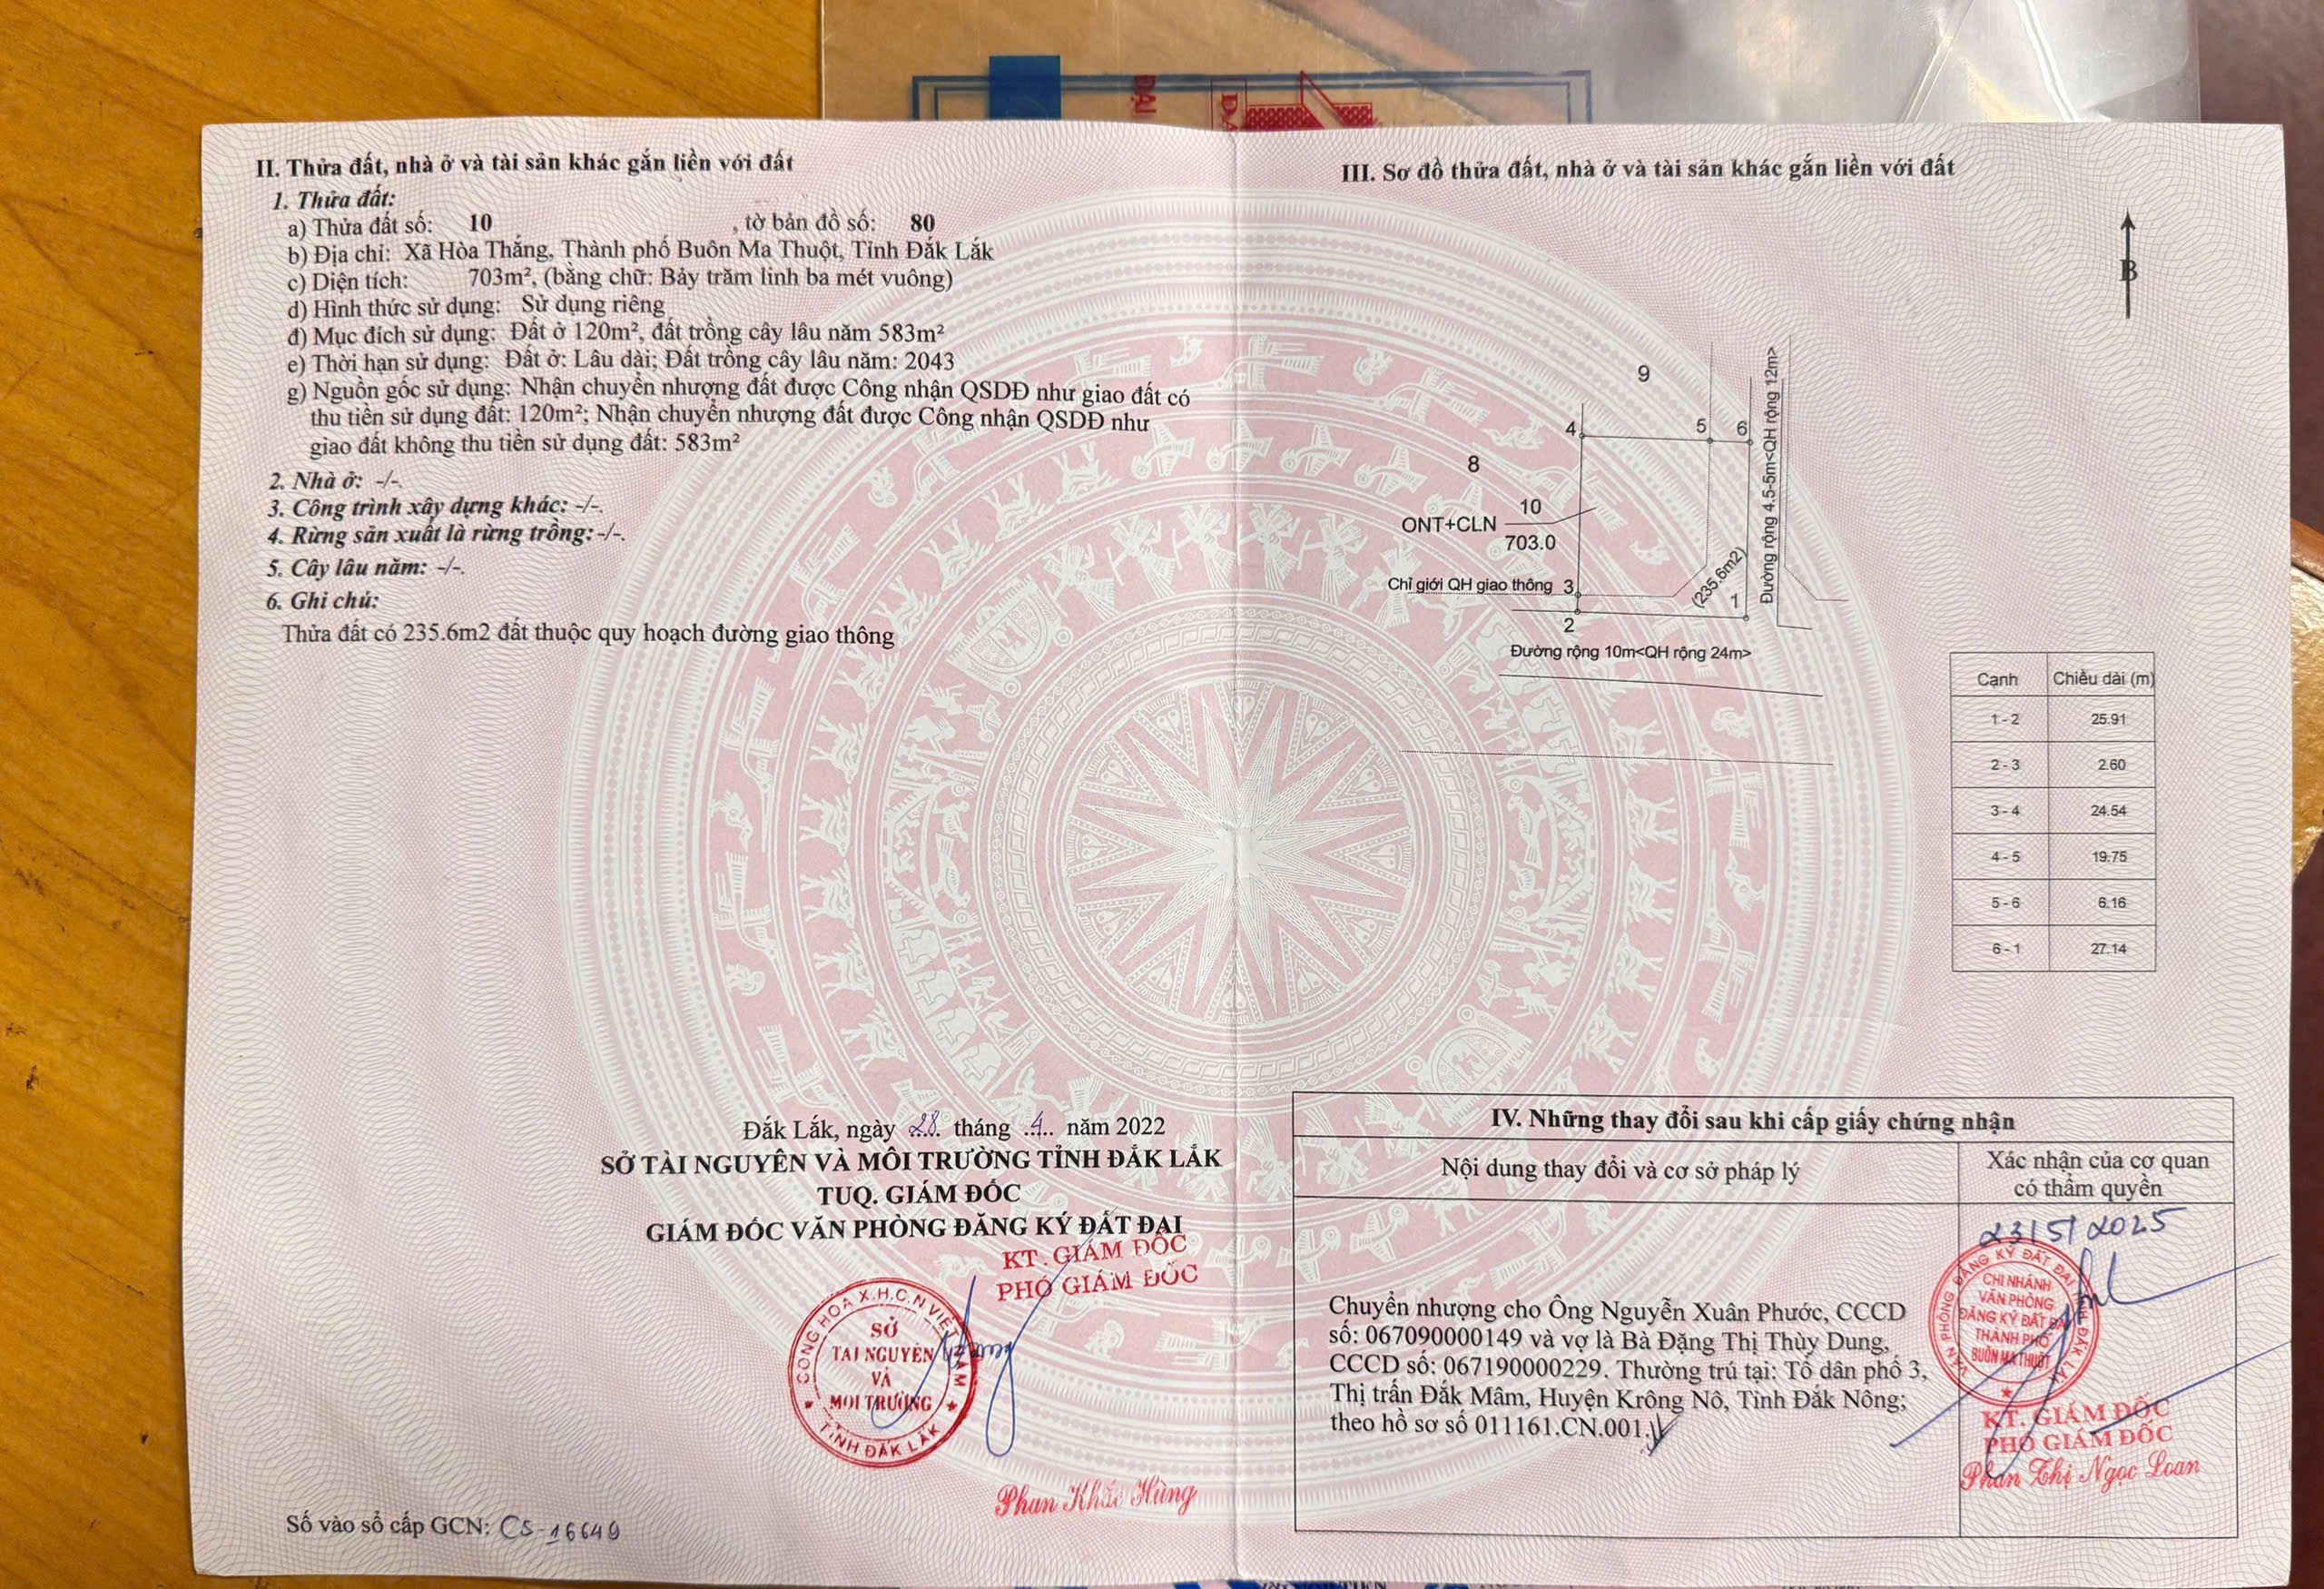 II. Thửa đất, nhà ở và tài sản khác gắn liền với đất
1. Thửa đất:
a) Thửa đất số: 10 , tờ bản đồ số: 80
b) Địa chỉ: Xã Hòa Thắng, Thành phố Buôn Ma Thuột, Tỉnh Đắk Lắk
c) Diện tích: 703m², (bằng chữ: Bảy trăm linh ba mét vuông)
d) Hình thức sử dụng: Sử dụng riêng
đ) Mục đích sử dụng: Đất ở 120m², đất trồng cây lâu năm 583m²
e) Thời hạn sử dụng: Đất ở: Lâu dài; Đất trồng cây lâu năm: 2043
g) Nguồn gốc sử dụng: Nhận chuyển nhượng đất được Công nhận QSDĐ như giao đất có
thu tiền sử dụng đất: 120m²; Nhận chuyển nhượng đất được Công nhận QSDĐ như
giao đất không thu tiền sử dụng đất: 583m²
2. Nhà ở: -/-.
3. Công trình xây dựng khác: -/-.
4. Rừng sản xuất là rừng trồng: -/-.
5. Cây lâu năm: -/-.
6. Ghi chú:
Thửa đất có 235.6m2 đất thuộc quy hoạch đường giao thông
Đắk Lắk, ngày 28 tháng 4 năm 2022
SỞ TÀI NGUYÊN VÀ MÔI TRƯỜNG TỈNH ĐẮK LẮK
TUQ. GIÁM ĐỐC
GIÁM ĐỐC VĂN PHÒNG ĐĂNG KÝ ĐẤT ĐAI
KT. GIÁM ĐỐC
PHÓ GIÁM ĐỐC
CỘNG HÒA X.H.C.N VIỆT NAM
SỞ
TÀI NGUYÊN
VÀ
MÔI TRƯỜNG
TỈNH ĐẮK LẮK
Phan Khắc Hùng
Số vào sổ cấp GCN: CS-16649
III. Sơ đồ thửa đất, nhà ở và tài sản khác gắn liền với đất
B
9
4
5
6
8
10
ONT+CLN
703.0
Chỉ giới QH giao thông 3
(235.6m2)
1
2
Đường rộng 4.5-5m<QH rộng 12m>
Đường rộng 10m<QH rộng 24m>
Cạnh Chiều dài (m)
1 - 2 25.91
2 - 3 2.60
3 - 4 24.54
4 - 5 19.75
5 - 6 6.16
6 - 1 27.14
IV. Những thay đổi sau khi cấp giấy chứng nhận
Nội dung thay đổi và cơ sở pháp lý
Xác nhận của cơ quan
có thẩm quyền
23/5/2025
Chuyển nhượng cho Ông Nguyễn Xuân Phước, CCCD
số: 067090000149 và vợ là Bà Đặng Thị Thùy Dung,
CCCD số: 067190000229. Thường trú tại: Tổ dân phố 3,
Thị trấn Đắk Mâm, Huyện Krông Nô, Tỉnh Đắk Nông;
theo hồ sơ số 011161.CN.001.
VĂN PHÒNG ĐĂNG KÝ ĐẤT ĐAI TỈNH ĐẮK LẮK
CHI NHÁNH
VĂN PHÒNG
ĐĂNG KÝ ĐẤT ĐAI
THÀNH PHỐ
BUÔN MA THUỘT
KT. GIÁM ĐỐC
PHÓ GIÁM ĐỐC
Phan Thị Ngọc Loan